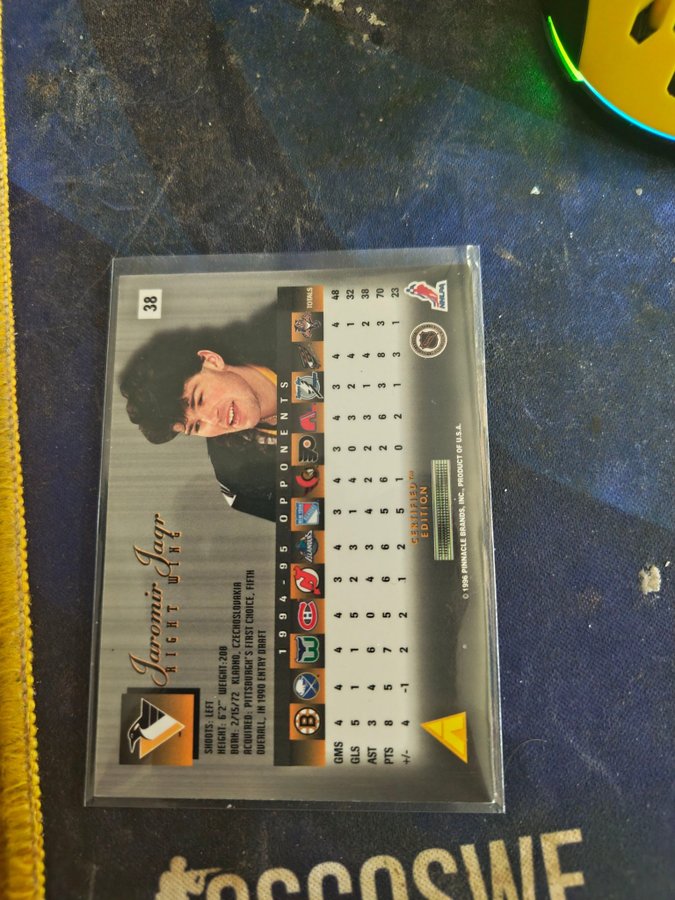 38
Jaromir Jagr
RIGHT WING
SHOOTS: LEFT
HEIGHT: 6'2" WEIGHT: 208
BORN: 2/15/72 KLADNO, CZECHOSLOVAKIA
ACQUIRED: PITTSBURGH'S FIRST CHOICE, FIFTH
OVERALL, IN 1990 ENTRY DRAFT
1994-95 OPPONENTS
TOTALS
GMS 4 4 4 4 3 4 3 4 3 4 3 4 4 48
GLS 5 1 1 5 2 3 1 4 0 3 2 4 1 32
AST 3 4 6 0 4 3 4 2 2 3 1 4 2 38
PTS 8 5 7 5 6 6 5 6 2 6 3 8 3 70
+/- 4 -1 2 2 1 2 5 1 0 2 1 3 1 23
CERTIFIED™
EDITION
NHLPA
© 1996 PINNACLE BRANDS, INC. PRODUCT OF U.S.A.